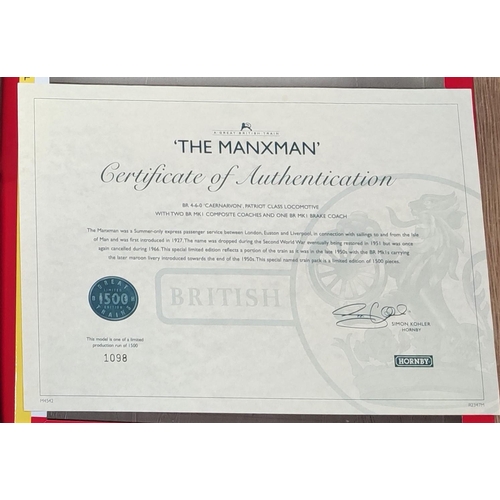 A GREAT BRITISH TRAIN
'THE MANXMAN'
Certificate of Authentication
BR 4-6-0 'CAERNARVON', PATRIOT CLASS LOCOMOTIVE
WITH TWO BR MK1 COMPOSITE COACHES AND ONE BR MK1 BRAKE COACH
The Manxman was a Summer-only express passenger service between London, Euston and Liverpool, in connection with sailings to and from the Isle
of Man and was first introduced in 1927. The name was dropped during the Second World War eventually being restored in 1951 but was once
again cancelled during 1966. This special limited edition reflects a portion of the train as it was in the late 1950s with the BR Mk1s carrying
the later maroon livery introduced towards the end of the 1950s. This special named train pack is a limited edition of 1500 pieces.
GREAT
BRITISH
1500
EDITION
TRAINS
BRITISH
SIMON KOHLER
HORNBY
This model is one of a limited
production run of 1500
1098
HORNBY